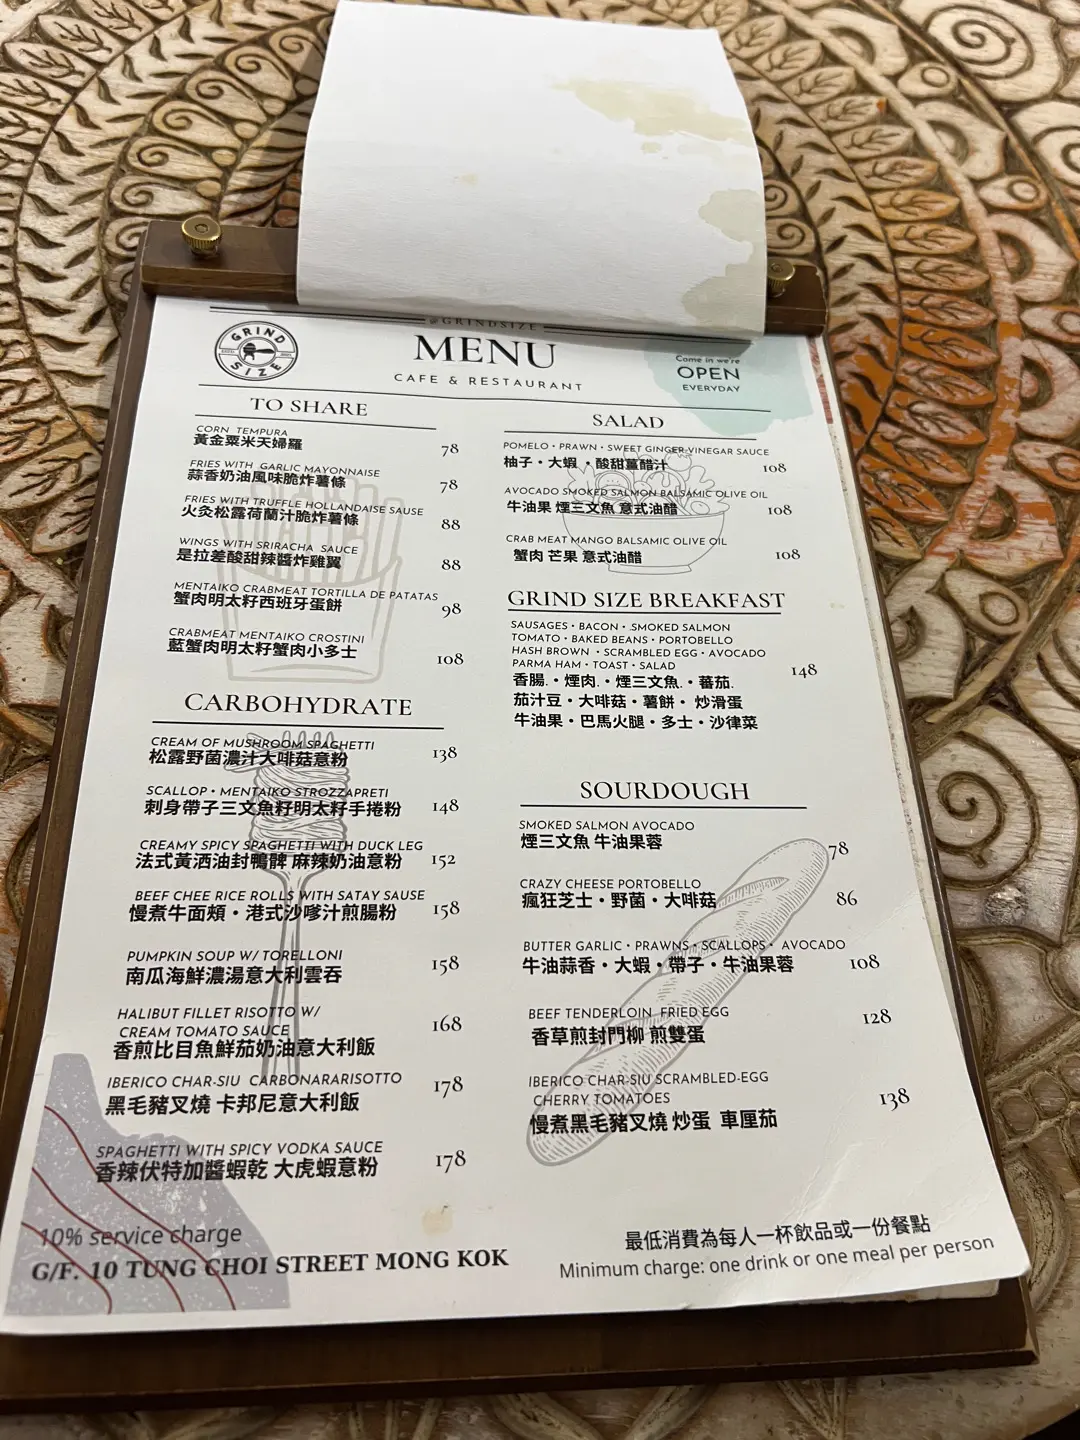 @GRINDSIZE
GRIND
SIZE
MENU
CAFE & RESTAURANT
Come in we're
OPEN
EVERYDAY
TO SHARE
CORN TEMPURA
黃金粟米天婦羅
78
FRIES WITH GARLIC MAYONNAISE
蒜香奶油風味脆炸薯條
78
FRIES WITH TRUFFLE HOLLANDAISE SAUSE
火灸松露荷蘭汁脆炸薯條
88
WINGS WITH SRIRACHA SAUCE
是拉差酸甜辣醬炸雞翼
88
MENTAIKO CRABMEAT TORTILLA DE PATATAS
蟹肉明太籽西班牙蛋餅
98
CRABMEAT MENTAIKO CROSTINI
藍蟹肉明太籽蟹肉小多士
108
CARBOHYDRATE
CREAM OF MUSHROOM SPAGHETTI
松露野菌濃汁大啡菇意粉
138
SCALLOP • MENTAIKO STROZZAPRETI
刺身帶子三文魚籽明太籽手捲粉
148
CREAMY SPICY SPAGHETTI WITH DUCK LEG
法式黃洒油封鴨髀 麻辣奶油意粉
152
BEEF CHEE RICE ROLLS WITH SATAY SAUSE
慢煮牛面頰・港式沙嗲汁煎腸粉
158
PUMPKIN SOUP W/ TORELLONI
南瓜海鮮濃湯意大利雲吞
158
HALIBUT FILLET RISOTTO W/
CREAM TOMATO SAUCE
香煎比目魚鮮茄奶油意大利飯
168
IBERICO CHAR-SIU CARBONARARISOTTO
黑毛豬叉燒 卡邦尼意大利飯
178
SPAGHETTI WITH SPICY VODKA SAUCE
香辣伏特加醬蝦乾 大虎蝦意粉
178
SALAD
POMELO • PRAWN • SWEET GINGER-VINEGAR SAUCE
柚子・大蝦・酸甜薑醋汁
108
AVOCADO SMOKED SALMON BALSAMIC OLIVE OIL
牛油果 煙三文魚 意式油醋
108
CRAB MEAT MANGO BALSAMIC OLIVE OIL
蟹肉 芒果 意式油醋
108
GRIND SIZE BREAKFAST
SAUSAGES • BACON • SMOKED SALMON
TOMATO • BAKED BEANS • PORTOBELLO
HASH BROWN • SCRAMBLED EGG • AVOCADO
PARMA HAM • TOAST • SALAD
148
香腸.・煙肉.・煙三文魚.・蕃茄.
茄汁豆・大啡菇・薯餅・ 炒滑蛋
牛油果・巴馬火腿・多士・沙律菜
SOURDOUGH
SMOKED SALMON AVOCADO
煙三文魚 牛油果蓉
78
CRAZY CHEESE PORTOBELLO
瘋狂芝士・野菌・大啡菇
86
BUTTER GARLIC • PRAWNS • SCALLOPS • AVOCADO
牛油蒜香・大蝦・帶子・牛油果蓉
108
BEEF TENDERLOIN FRIED EGG
香草煎封門柳 煎雙蛋
128
IBERICO CHAR-SIU SCRAMBLED-EGG
CHERRY TOMATOES
慢煮黑毛豬叉燒 炒蛋 車厘茄
138
10% service charge
G/F. 10 TUNG CHOI STREET MONG KOK
最低消費為每人一杯飲品或一份餐點
Minimum charge: one drink or one meal per person